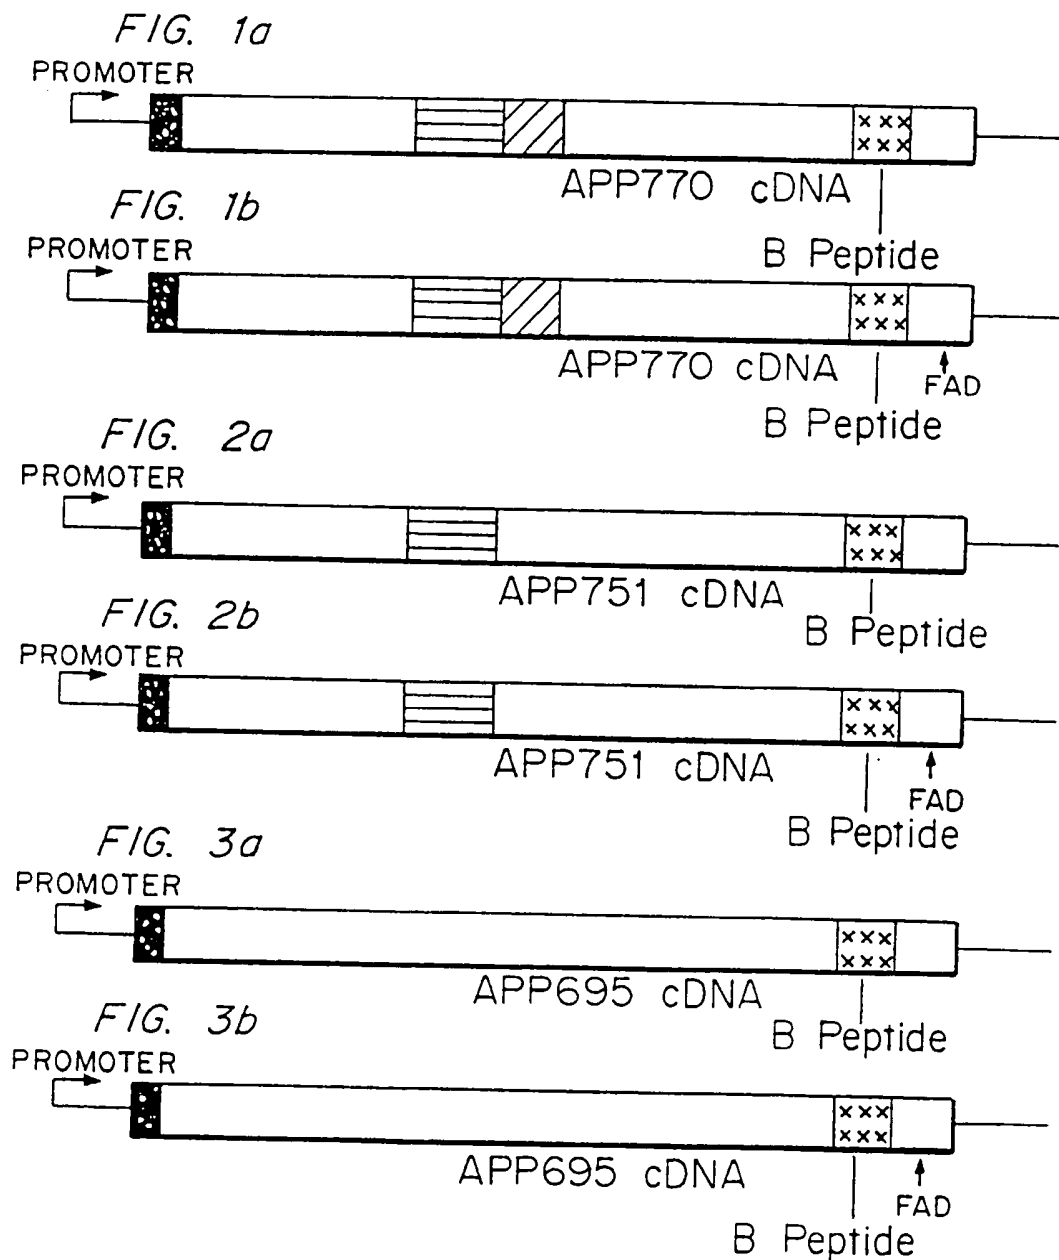 FIG. 1a
PROMOTER
APP770 cDNA
B Peptide
FIG. 1b
PROMOTER
APP770 cDNA
FAD
B Peptide
FIG. 2a
PROMOTER
APP751 cDNA
B Peptide
FIG. 2b
PROMOTER
APP751 cDNA
FAD
B Peptide
FIG. 3a
PROMOTER
APP695 cDNA
B Peptide
FIG. 3b
PROMOTER
APP695 cDNA
FAD
B Peptide